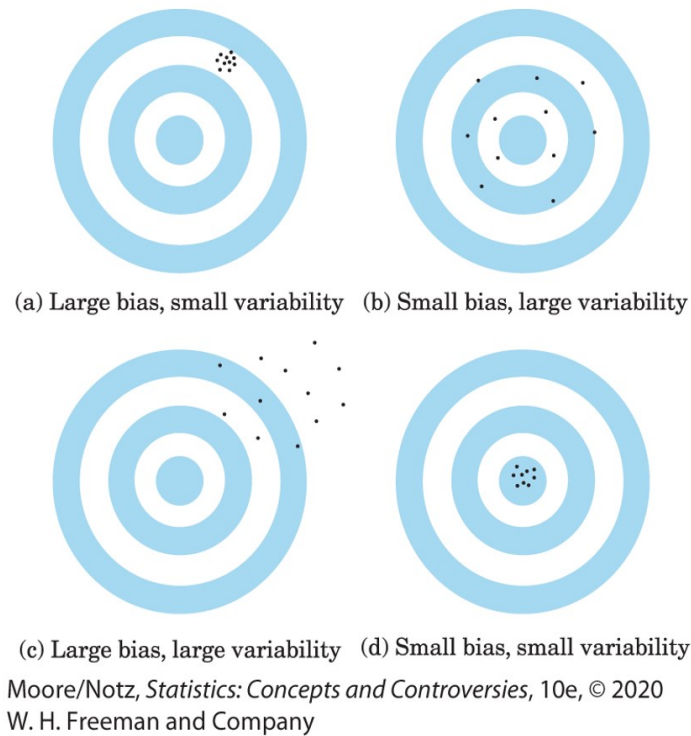 (a) Large bias, small variability
(b) Small bias, large variability
(c) Large bias, large variability
(d) Small bias, small variability
Moore/Notz, Statistics: Concepts and Controversies, 10e, © 2020
W. H. Freeman and Company